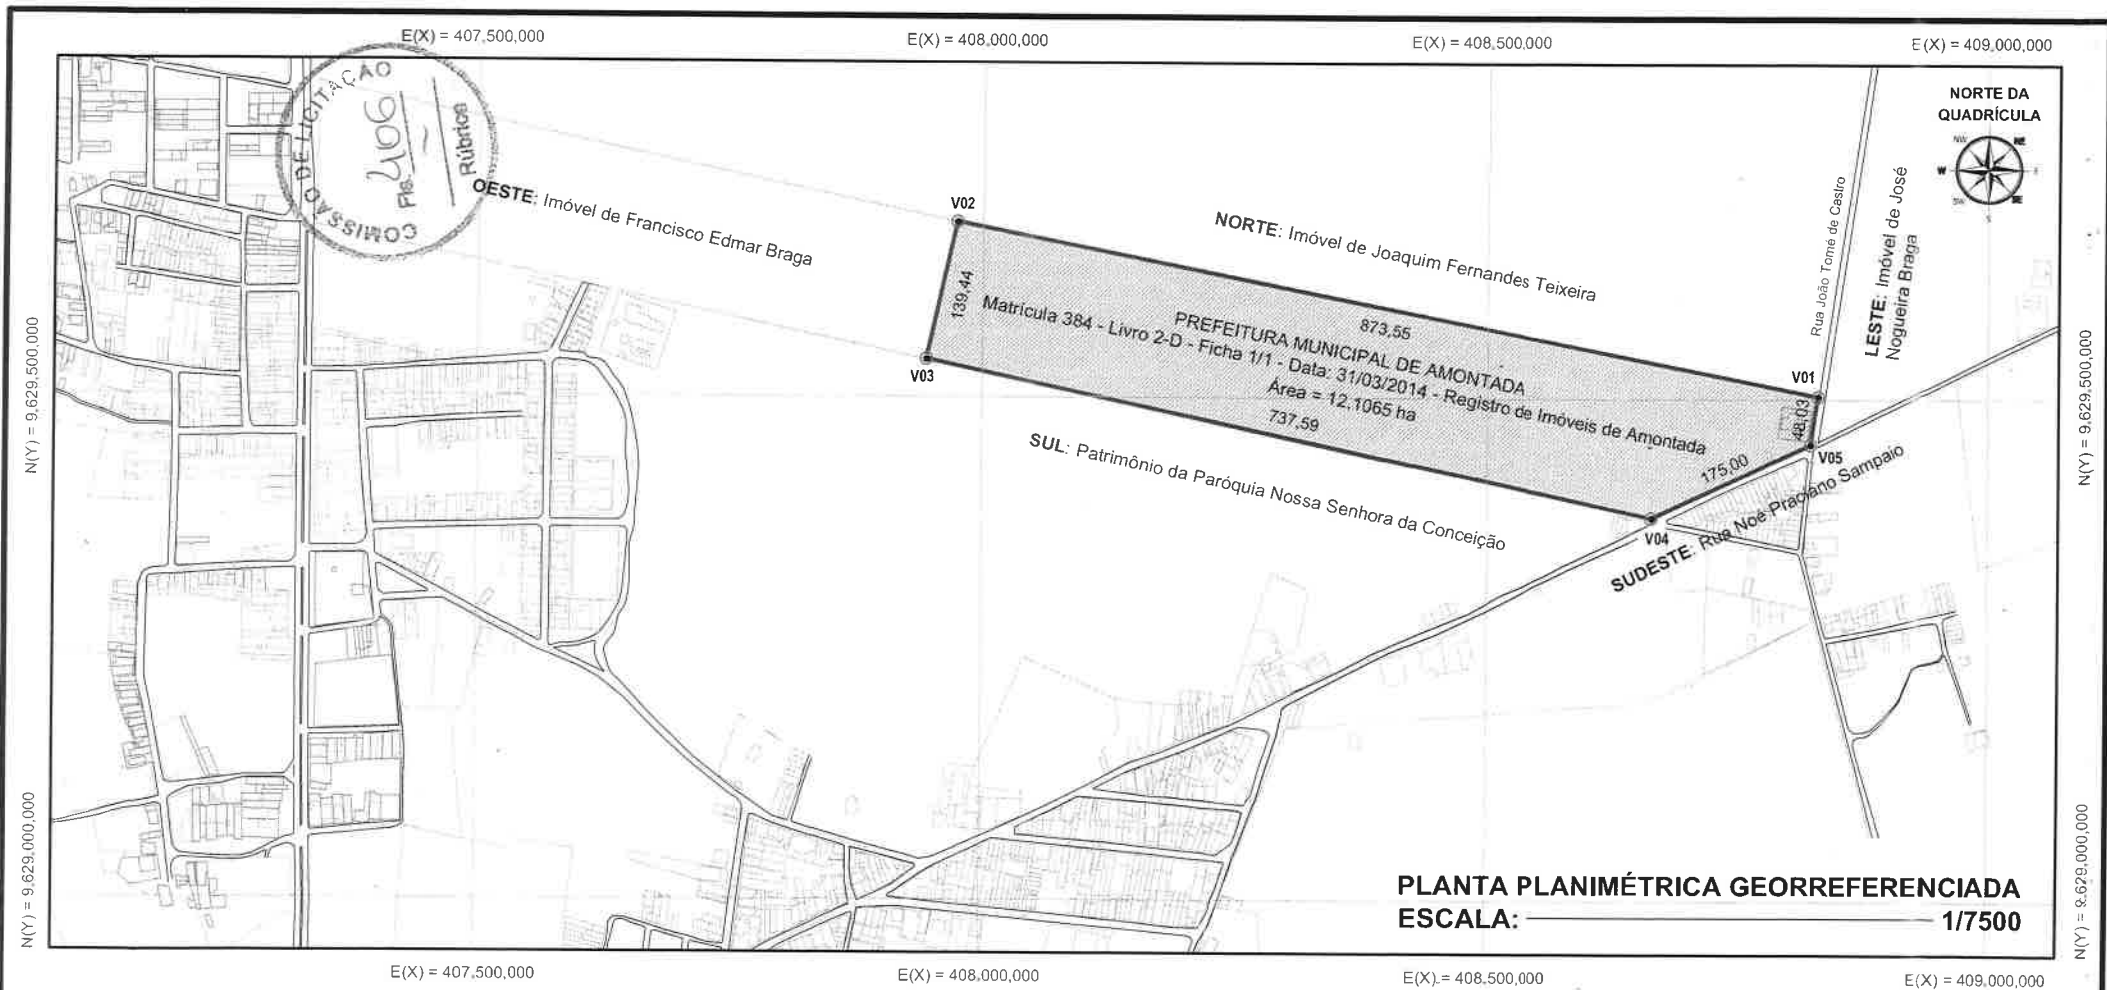 E(X) = 407,500,000
E(X) = 408,000,000
E(X) = 408,500,000
E(X) = 409,000,000
COMISSÃO DE LICITAÇÃO
Fls. 406
Rúbrica
NORTE DA
QUADRÍCULA
NW
NE
W
E
SW
SE
S
OESTE: Imóvel de Francisco Edmar Braga
V02
NORTE: Imóvel de Joaquim Fernandes Teixeira
Rua João Tomé de Castro
LESTE: Imóvel de José
Nogueira Braga
139,44
873,55
PREFEITURA MUNICIPAL DE AMONTADA
Matrícula 384 - Livro 2-D - Ficha 1/1 - Data: 31/03/2014 - Registro de Imóveis de Amontada
Área = 12,1065 ha
737,59
V03
V01
48,03
V05
175,00
V04
SUL: Patrimônio da Paróquia Nossa Senhora da Conceição
SUDESTE: Rua Noé Praciano Sampaio
N(Y) = 9,629,500,000
N(Y) = 9,629,500,000
N(Y) = 9,629,000,000
N(Y) = 9,629,000,000
PLANTA PLANIMÉTRICA GEORREFERENCIADA
ESCALA: 1/7500
E(X) = 407,500,000
E(X) = 408,000,000
E(X) = 408,500,000
E(X) = 409,000,000